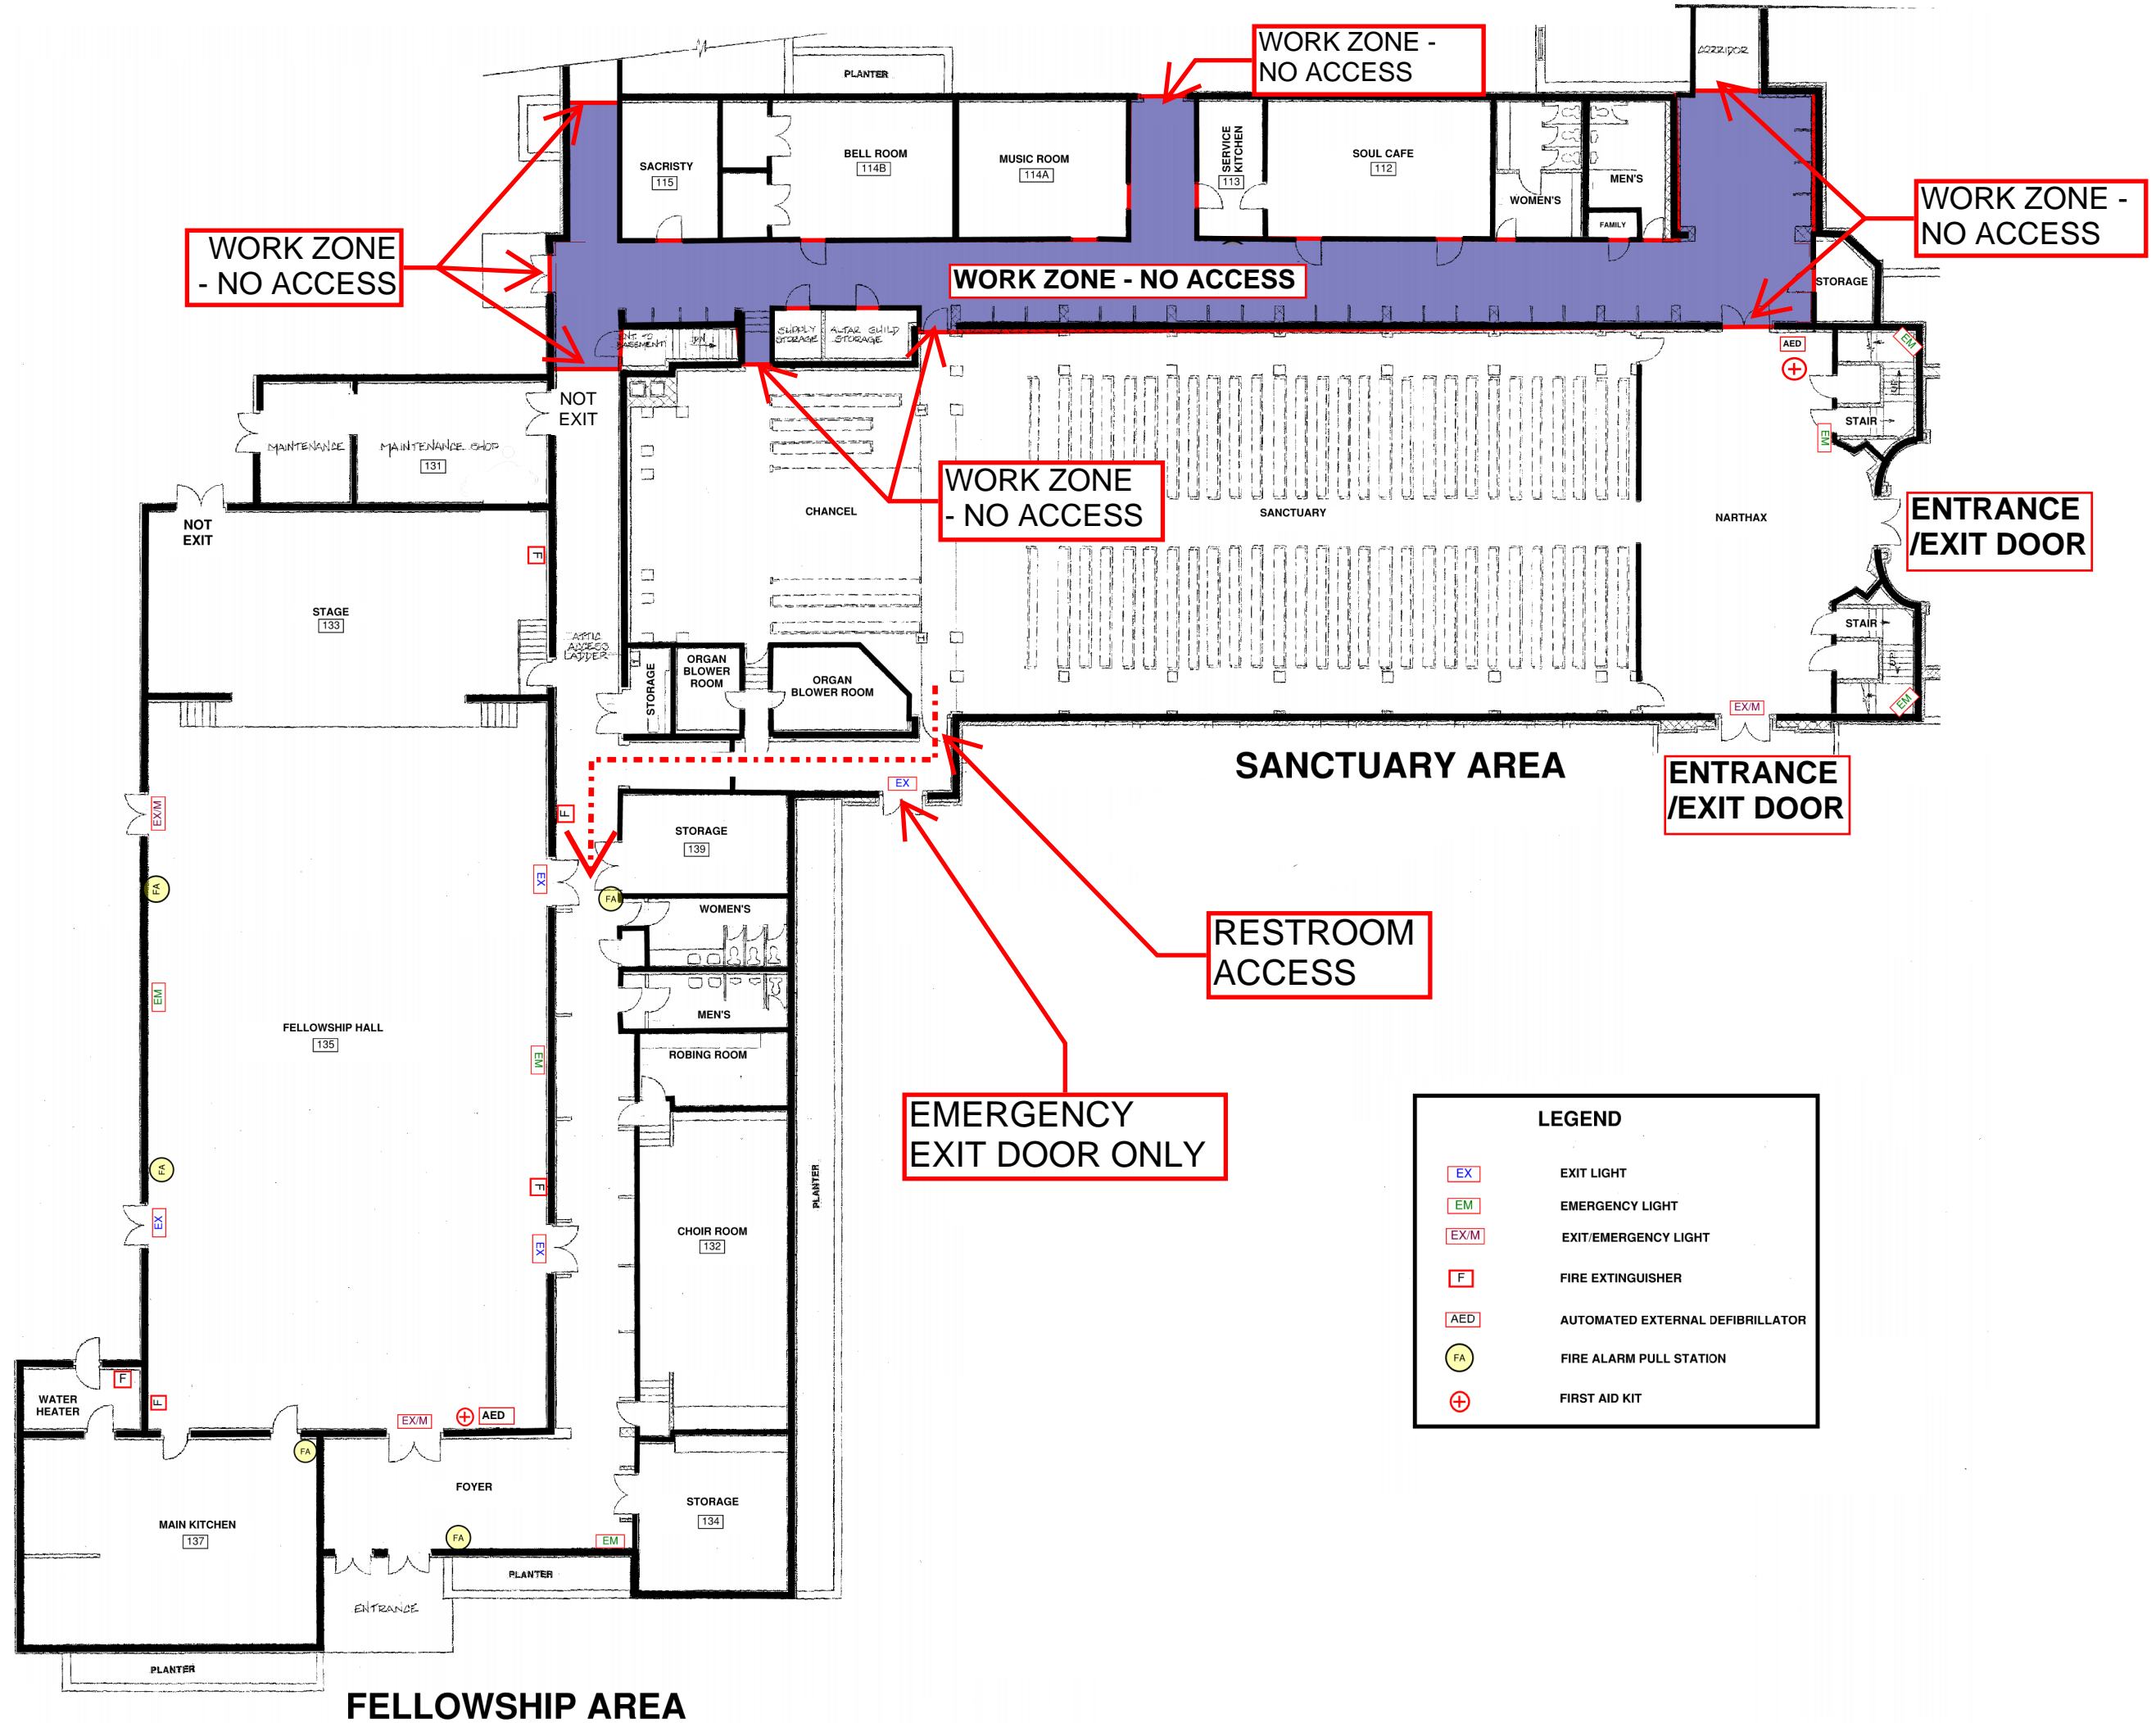 WORK ZONE -
NO ACCESS
CORRIDOR
PLANTER
SACRISTY
115
BELL ROOM
114B
MUSIC ROOM
114A
SERVICE
KITCHEN
113
SOUL CAFE
112
WOMEN'S
MEN'S
FAMILY
WORK ZONE -
NO ACCESS
WORK ZONE
- NO ACCESS
WORK ZONE - NO ACCESS
STORAGE
SUPPLY
STORAGE
ALTAR GUILD
STORAGE
ENT. TO
BASEMENT
DN
AED
EM
UP
STAIR
EM
NOT
EXIT
MAINTENANCE
MAINTENANCE SHOP
131
WORK ZONE
- NO ACCESS
CHANCEL
SANCTUARY
NARTHAX
ENTRANCE
/EXIT DOOR
NOT
EXIT
F
STAGE
133
ATTIC
ACCESS
LADDER
STORAGE
ORGAN
BLOWER
ROOM
ORGAN
BLOWER ROOM
STAIR
UP
EM
EX/M
SANCTUARY AREA
ENTRANCE
/EXIT DOOR
EX
EX/M
F
STORAGE
139
FA
EX
FA
WOMEN'S
RESTROOM
ACCESS
EM
MEN'S
FELLOWSHIP HALL
135
EM
ROBING ROOM
EMERGENCY
EXIT DOOR ONLY
FA
F
PLANTER
EX
EX
CHOIR ROOM
132
LEGEND
EX EXIT LIGHT
EM EMERGENCY LIGHT
EX/M EXIT/EMERGENCY LIGHT
F FIRE EXTINGUISHER
AED AUTOMATED EXTERNAL DEFIBRILLATOR
FA FIRE ALARM PULL STATION
FIRST AID KIT
WATER
HEATER
F
F
EX/M
AED
FA
FOYER
STORAGE
134
MAIN KITCHEN
137
FA
EM
PLANTER
ENTRANCE
PLANTER
FELLOWSHIP AREA